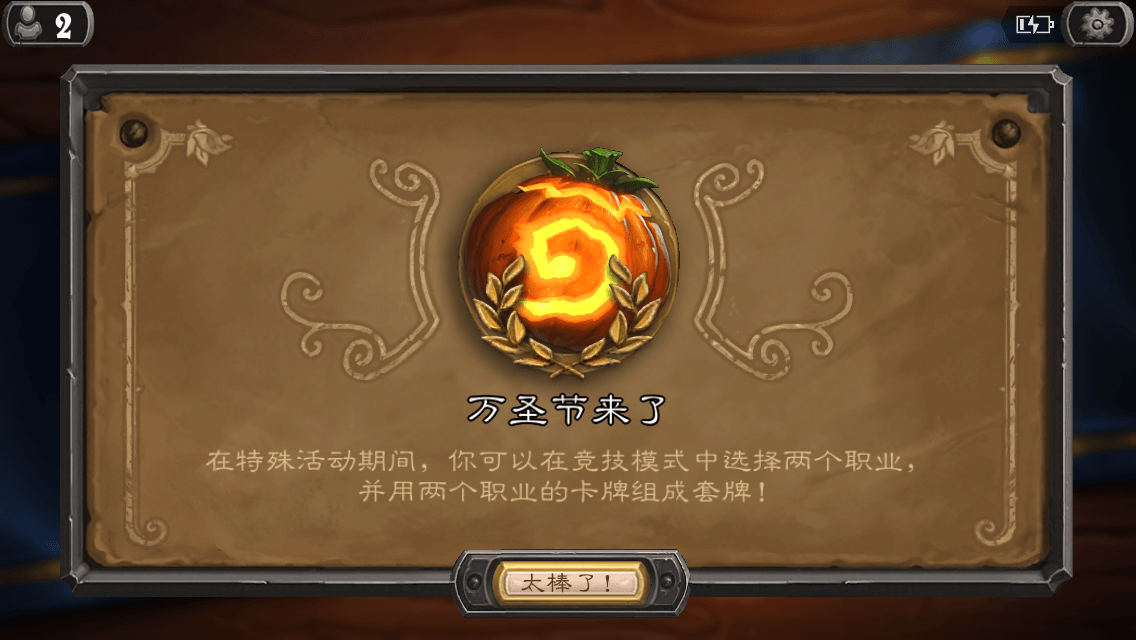 2
万圣节来了
在特殊活动期间，你可以在竞技模式中选择两个职业，
并用两个职业的卡牌组成套牌！
太棒了！